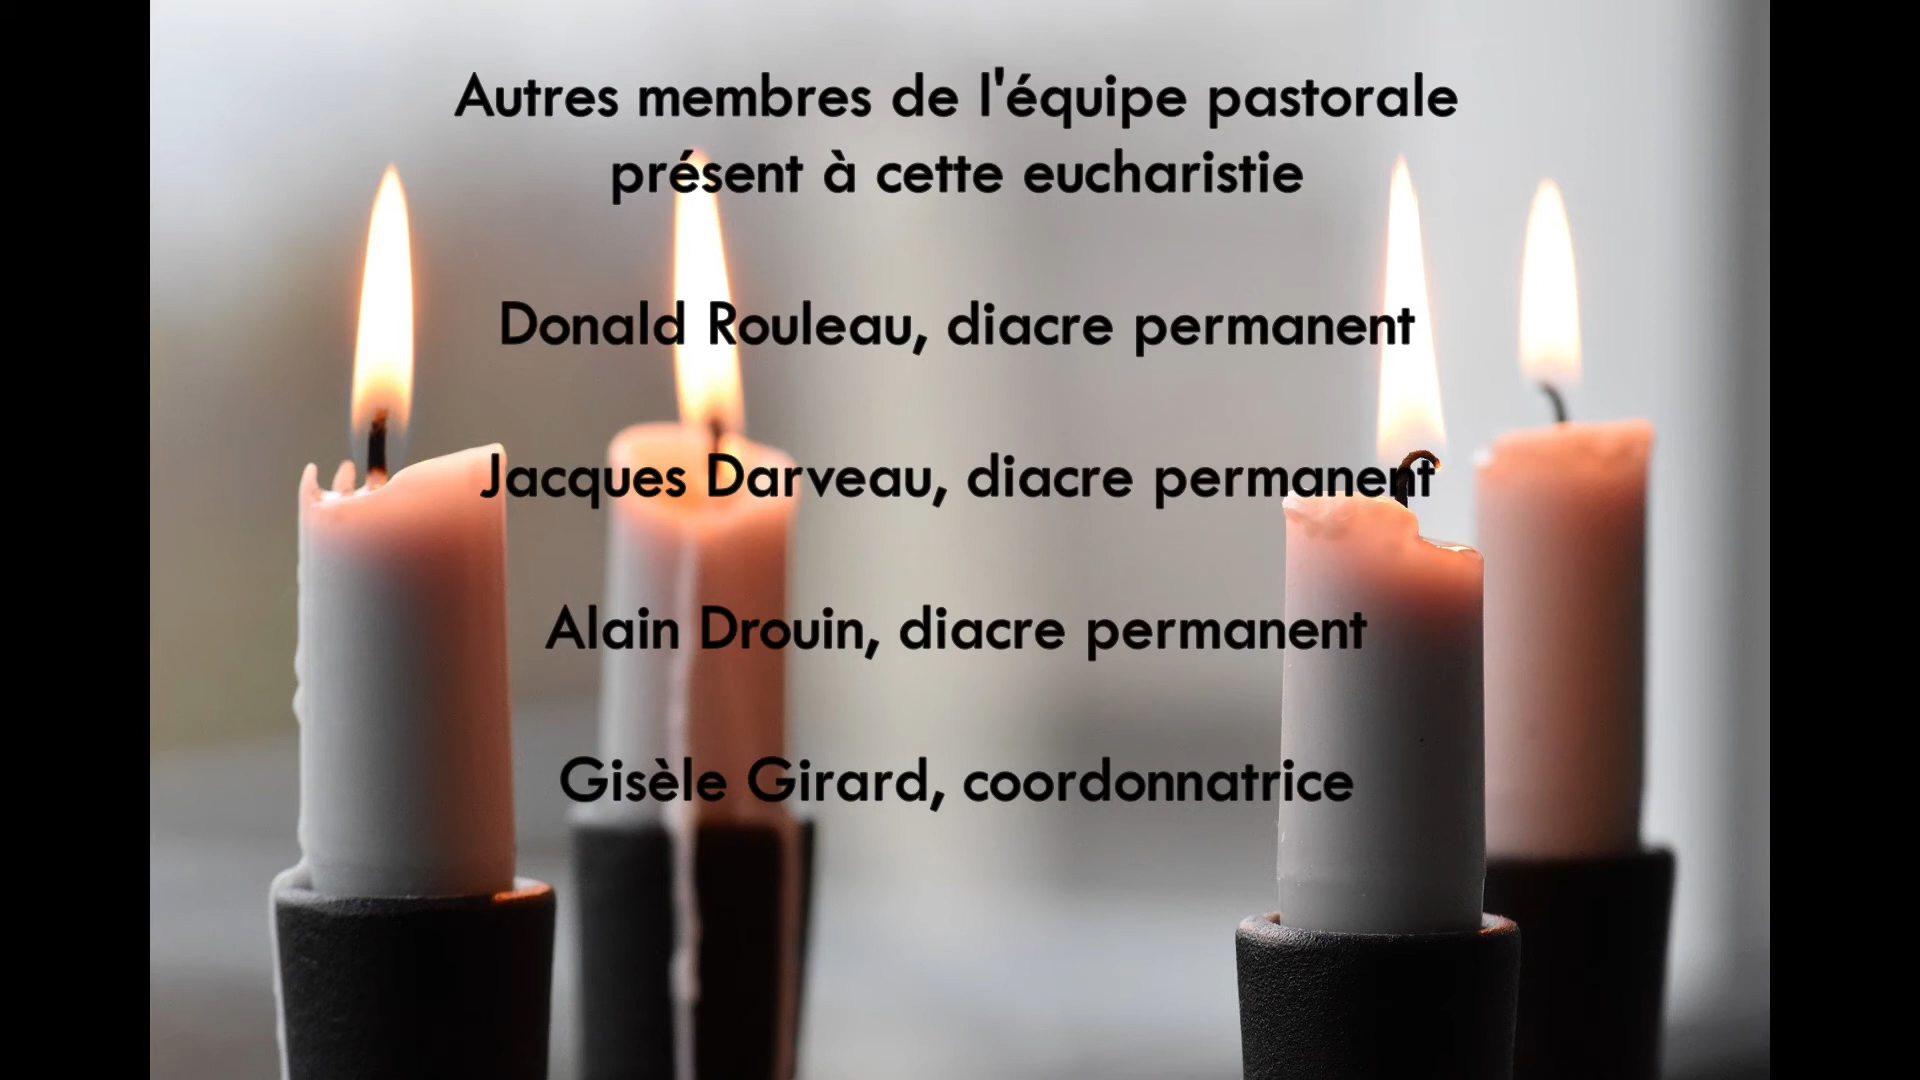 Autres membres de l'équipe pastorale
présent à cette eucharistie
Donald Rouleau, diacre permanent
Jacques Darveau, diacre permanent
Alain Drouin, diacre permanent
Gisèle Girard, coordonnatrice